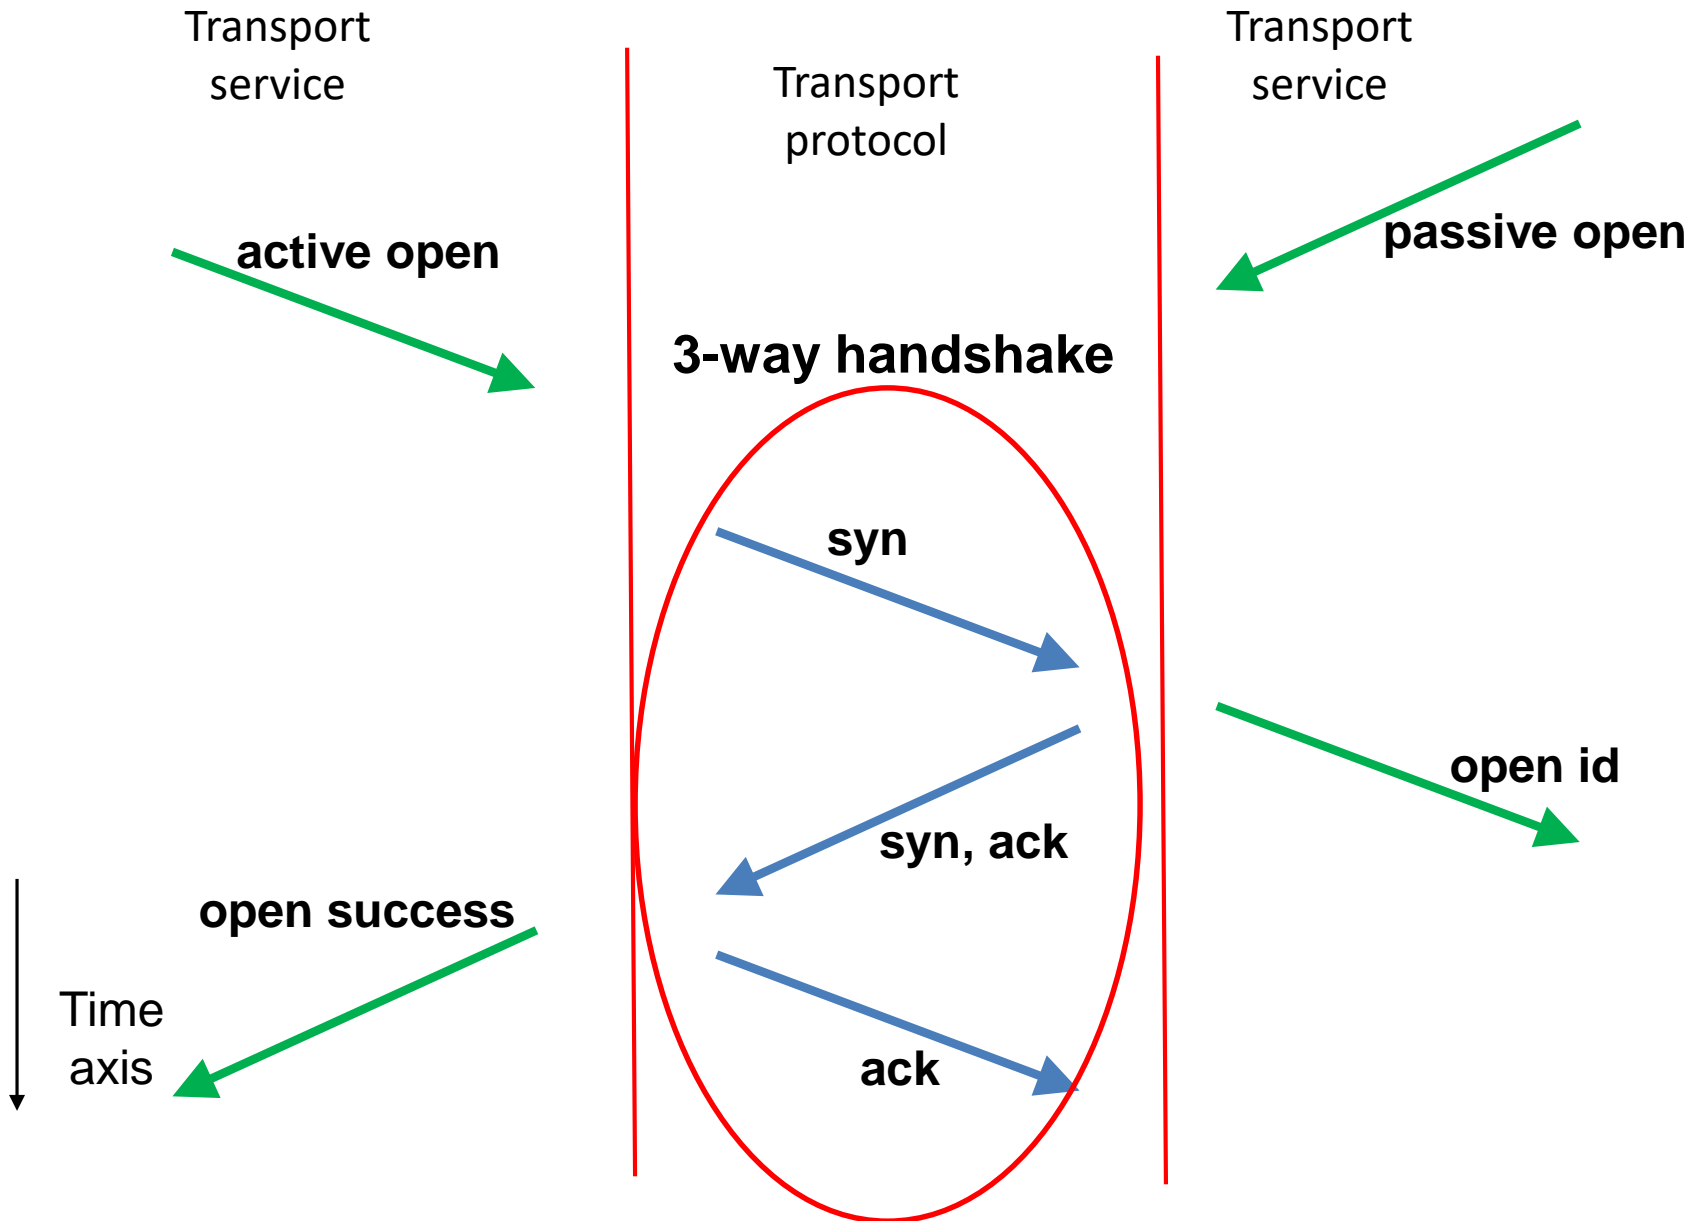 Transport
service
Transport
protocol
Transport
service
passive open
active open
3-way handshake
syn
open id
syn, ack
open success
Time
axis
ack